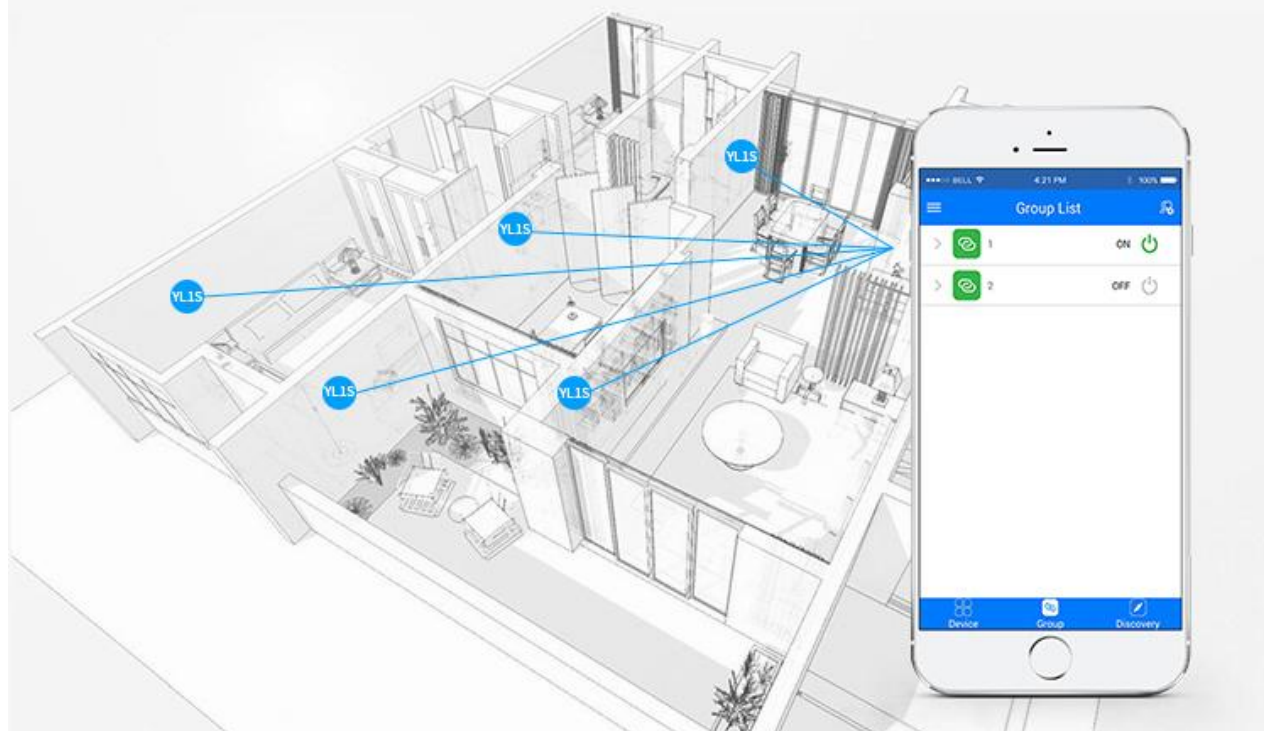 YL1S
YL1S
YL1S
YL1S
YL1S
BELL 4:21 PM 100%
Group List
1 ON
2 OFF
Device Group Discovery